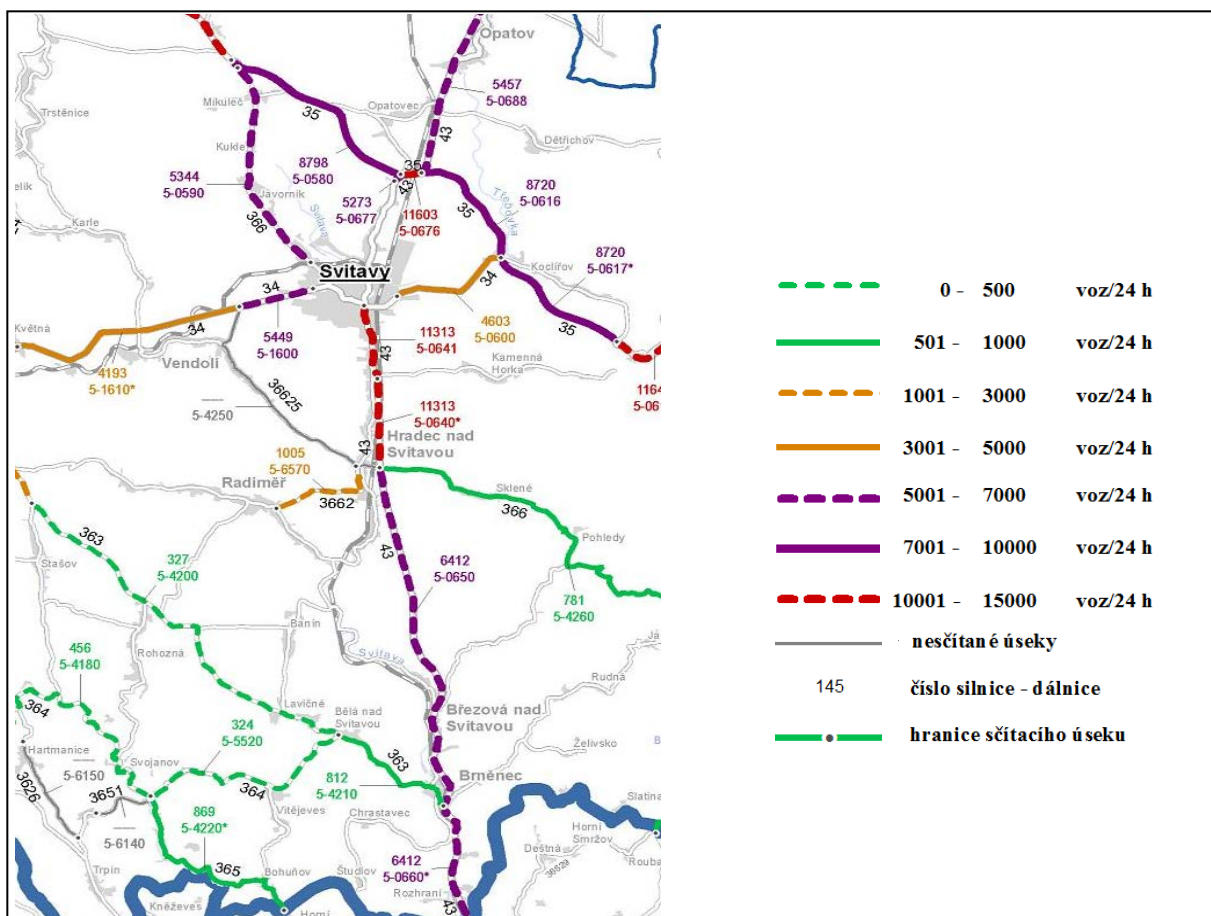 Opatov
5457
5-0688
Mikuleč
Opatovec
Trstěnice
35
43
Dětřichov
Kukle
8798
5-0580
35
5344
5-0590
43
8720
5-0616
5273
5-0677
Javorník
Svitava
11603
5-0676
35
Třebovka
366
Karle
Koclířov
8720
5-0617*
Svitavy
34
34
35
Květná
34
5449
5-1600
11313
5-0641
43
4603
5-0600
Vendolí
Kamenná
Horka
4193
5-1610*
36625
5-4250
11313
5-0640*
Hradec nad
Svitavou
43
1005
5-6570
Radiměř
3662
Sklené
366
363
Pohledy
Stašov
327
5-4200
43
6412
5-0650
781
5-4260
Banín
456
5-4180
Rohozná
Svitava
Rudná
364
Lavičné
Bělá nad
Svitavou
Březová nad
Svitavou
324
5-5520
Hartmanice
Želivsko
5-6150
Svojanov
363
3626
3651
364
812
5-4210
Brněnec
869
5-4220*
Vítějeves
Chrastavec
Slatina
5-6140
Horní
Smržov
Deštná
Trpín
365
Bohuňov
Študlov
6412
5-0660*
36529
Rozhraní
Kněževes
Horní
43
0 - 500 voz/24 h
501 - 1000 voz/24 h
1001 - 3000 voz/24 h
3001 - 5000 voz/24 h
5001 - 7000 voz/24 h
7001 - 10000 voz/24 h
10001 - 15000 voz/24 h
nesčítané úseky
145 číslo silnice - dálnice
hranice sčítacího úseku